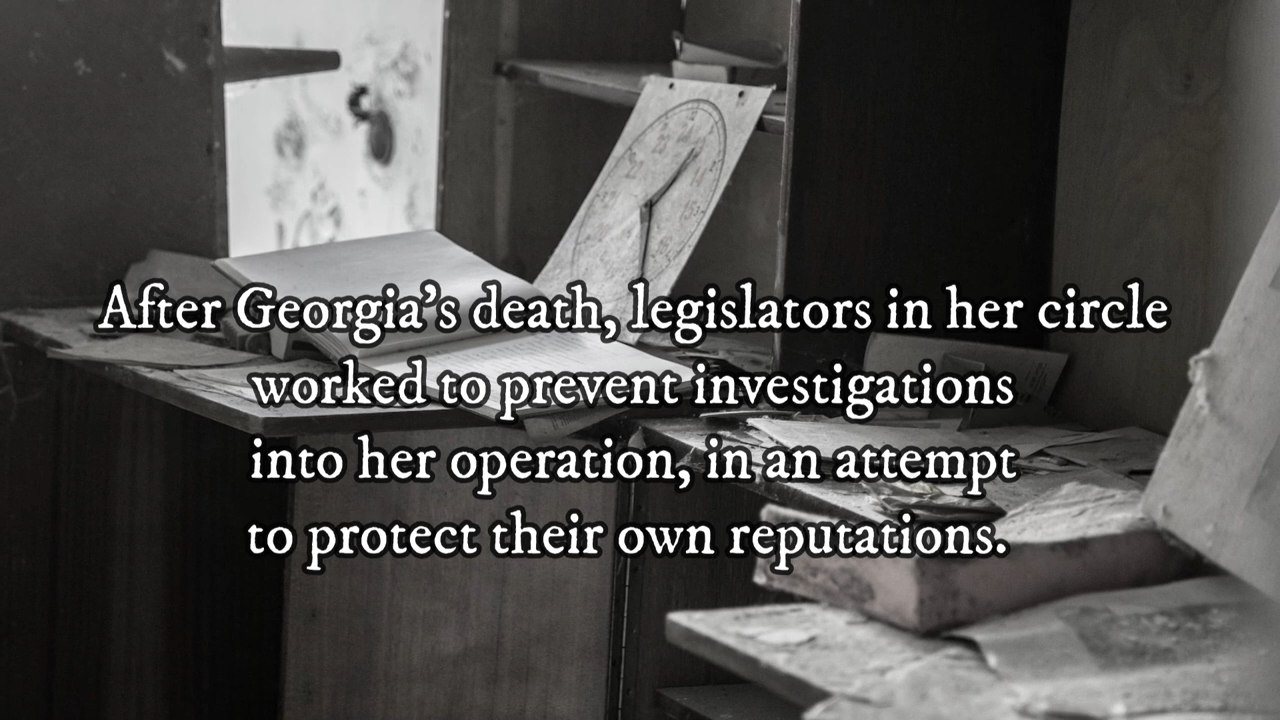 After Georgia’s death, legislators in her circle
worked to prevent investigations
into her operation, in an attempt
to protect their own reputations.